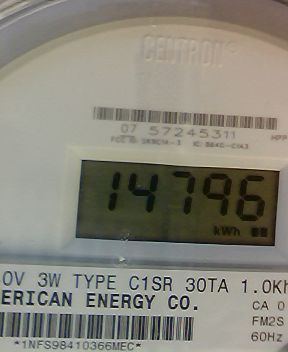 CENTRON®
07 57245311
14796
kWh
0V 3W TYPE C1SR 30TA 1.0Kh
ERICAN ENERGY CO.
CA 0
FM2S
60Hz
*1NFS98410366MEC*